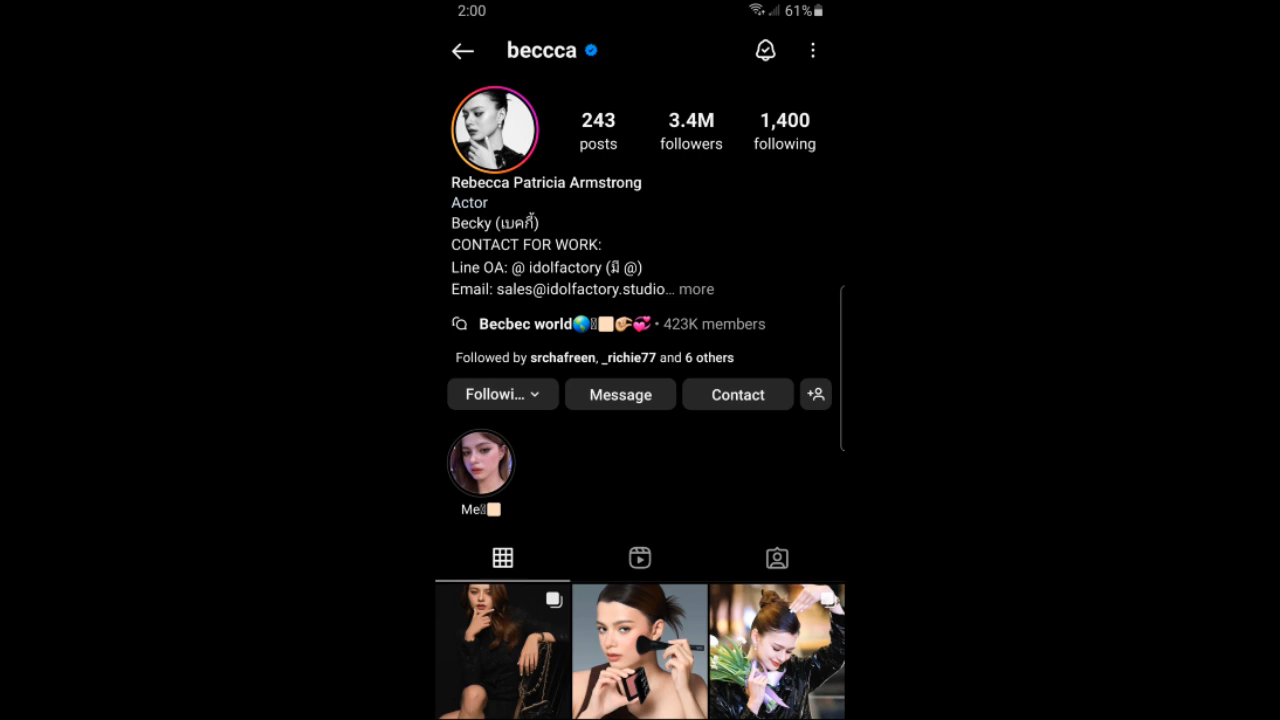 2:00
61%
beccca
243
3.4M
1,400
posts
followers
following
Rebecca Patricia Armstrong
Actor
Becky (เบคกี้)
CONTACT FOR WORK:
Line OA: @ idolfactory (มี @)
Email: sales@idolfactory.studio... more
Becbec world🌎🫱🏻🤏🏼💞 • 423K members
Followed by srchafreen, _richie77 and 6 others
Followi...
Message
Contact
Me